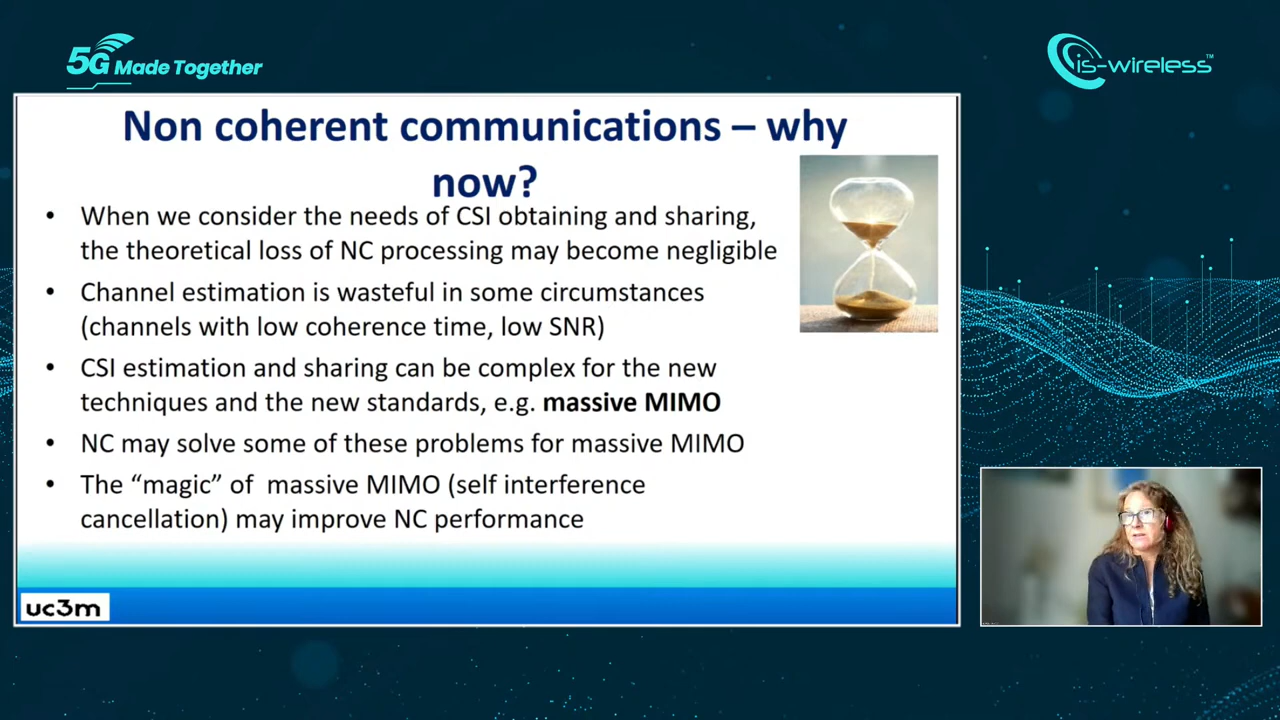 5G Made Together
is-wireless™
Non coherent communications – why
now?
• When we consider the needs of CSI obtaining and sharing,
the theoretical loss of NC processing may become negligible
• Channel estimation is wasteful in some circumstances
(channels with low coherence time, low SNR)
• CSI estimation and sharing can be complex for the new
techniques and the new standards, e.g. massive MIMO
• NC may solve some of these problems for massive MIMO
• The “magic” of massive MIMO (self interference
cancellation) may improve NC performance
uc3m